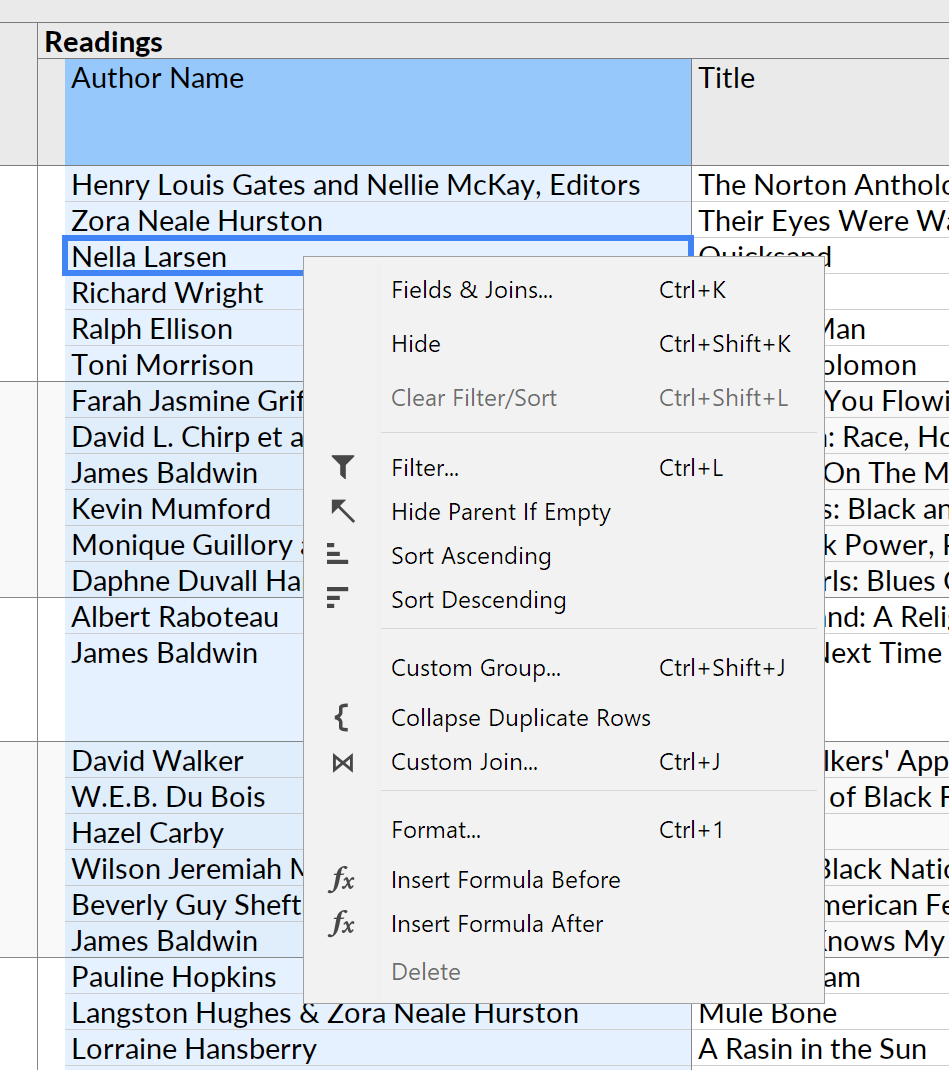 Readings
Author Name Title
Henry Louis Gates and Nellie McKay, Editors The Norton Antholo
Zora Neale Hurston Their Eyes Were Wa
Nella Larsen Quicksand
Richard Wright
Ralph Ellison Man
Toni Morrison olomon
Farah Jasmine Grif You Flowi
David L. Chirp et a : Race, Ho
James Baldwin On The M
Kevin Mumford s: Black an
Monique Guillory k Power,
Daphne Duvall Ha rls: Blues
Albert Raboteau nd: A Relig
James Baldwin Next Time
David Walker lkers' App
W.E.B. Du Bois of Black F
Hazel Carby
Wilson Jeremiah M Black Natio
Beverly Guy Sheft merican Fe
James Baldwin Knows My
Pauline Hopkins am
Langston Hughes & Zora Neale Hurston Mule Bone
Lorraine Hansberry A Rasin in the Sun
Fields & Joins... Ctrl+K
Hide Ctrl+Shift+K
Clear Filter/Sort Ctrl+Shift+L
Filter... Ctrl+L
Hide Parent If Empty
Sort Ascending
Sort Descending
Custom Group... Ctrl+Shift+J
Collapse Duplicate Rows
Custom Join... Ctrl+J
Format... Ctrl+1
Insert Formula Before
Insert Formula After
Delete